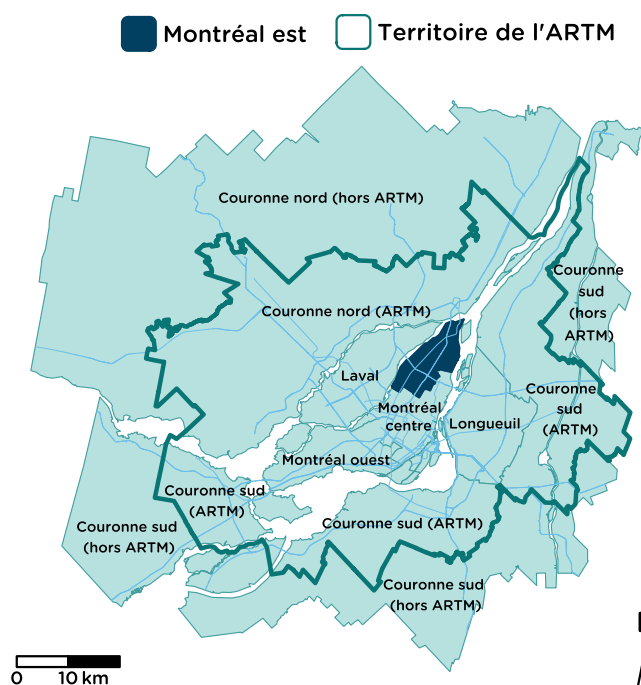 Montréal est
Territoire de l'ARTM
Couronne nord (hors ARTM)
Couronne
sud
(hors
ARTM)
Couronne nord (ARTM)
Laval
Couronne
sud
(ARTM)
Montréal
centre
Longueuil
Montréal ouest
Couronne sud
(ARTM)
Couronne sud
(hors ARTM)
Couronne sud (ARTM)
Couronne sud
(hors ARTM)
0 10 km